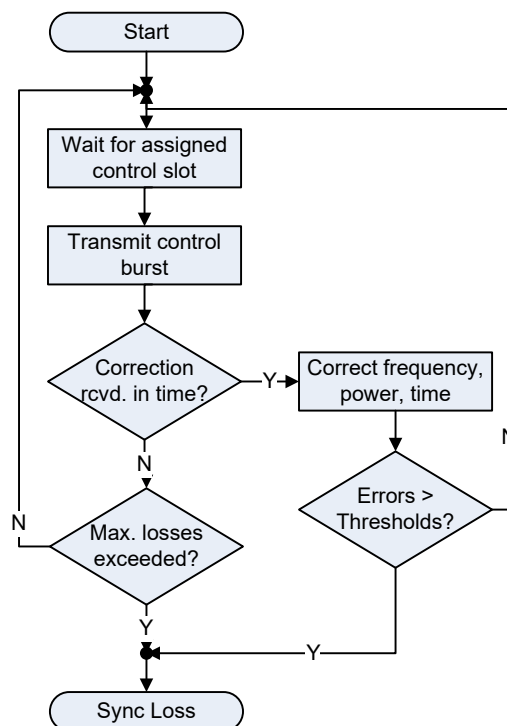 Start
Wait for assigned
control slot
Transmit control
burst
Correction
rcvd. in time?
Y
Correct frequency,
power, time
N
N
Errors >
Thresholds?
N
Max. losses
exceeded?
Y
Y
Sync Loss